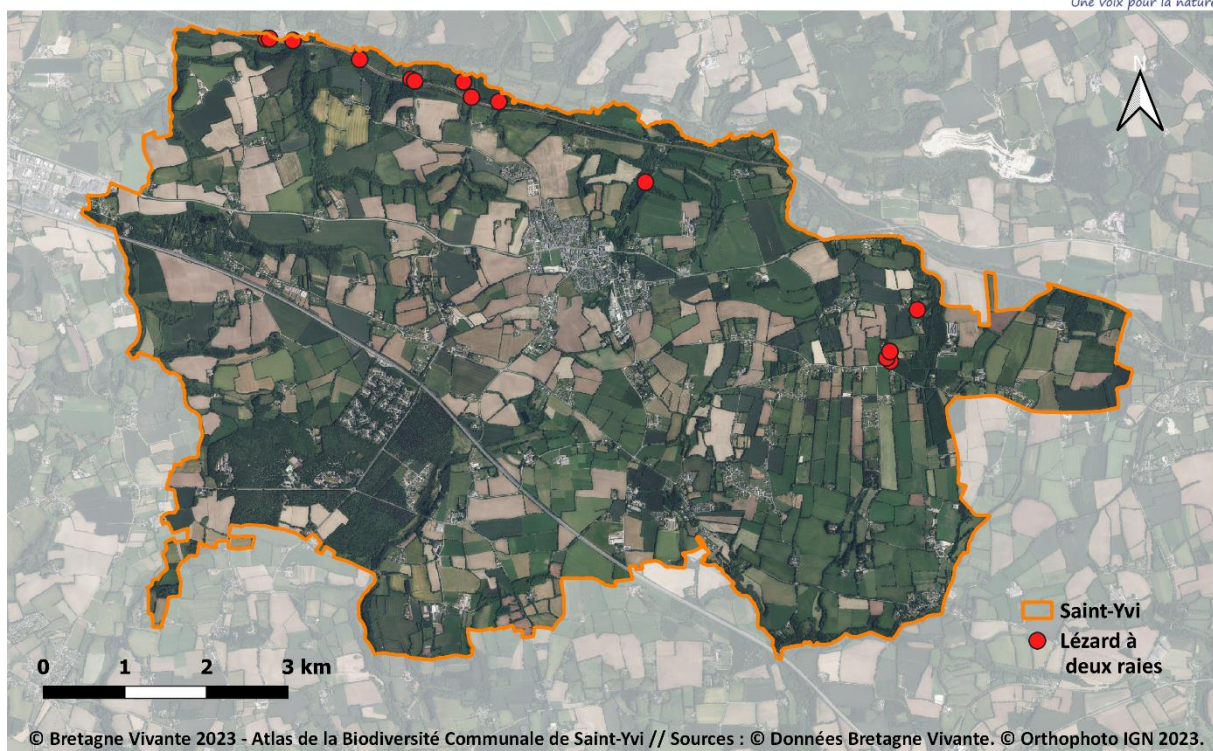 Une voix pour la nature
N
Saint-Yvi
Lézard à
deux raies
0 1 2 3 km
© Bretagne Vivante 2023 - Atlas de la Biodiversité Communale de Saint-Yvi // Sources : © Données Bretagne Vivante. © Orthophoto IGN 2023.